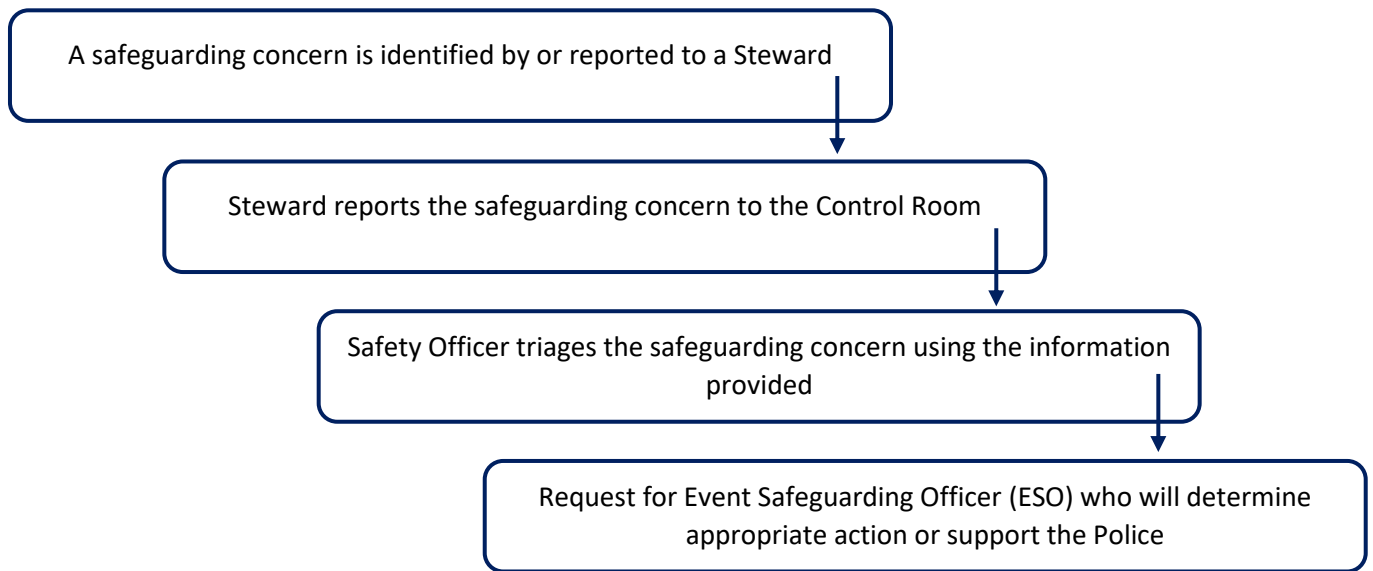 A safeguarding concern is identified by or reported to a Steward
Steward reports the safeguarding concern to the Control Room
Safety Officer triages the safeguarding concern using the information
provided
Request for Event Safeguarding Officer (ESO) who will determine
appropriate action or support the Police